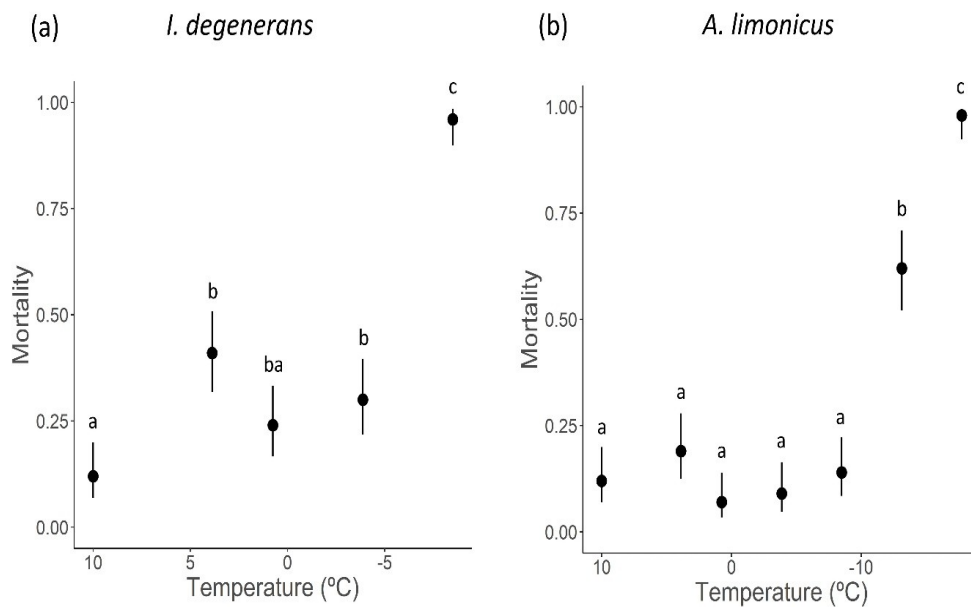 (a)
I. degenerans
1.00
0.75
0.50
0.25
0.00
Mortality
a
b
ba
b
c
10
5
0
-5
Temperature (ºC)
(b)
A. limonicus
1.00
0.75
0.50
0.25
0.00
Mortality
a
a
a
a
a
b
c
10
0
-10
Temperature (ºC)